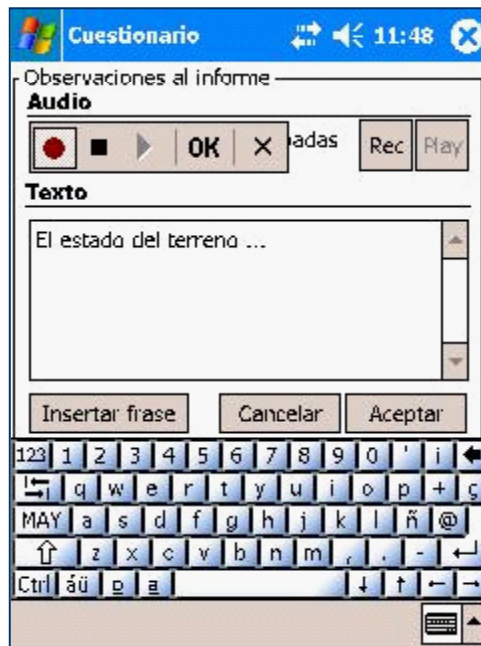 Cuestionario 11:48
Observaciones al informe
Audio
OK adas Rec Play
Texto
El estado del terreno ...
Insertar frase Cancelar Aceptar
123 1 2 3 4 5 6 7 8 9 0 ' ¡
q w e r t y u i o p + ç
MAY a s d f g h j k l ñ @
z x c v b n m , . -
Ctrl áü º ª